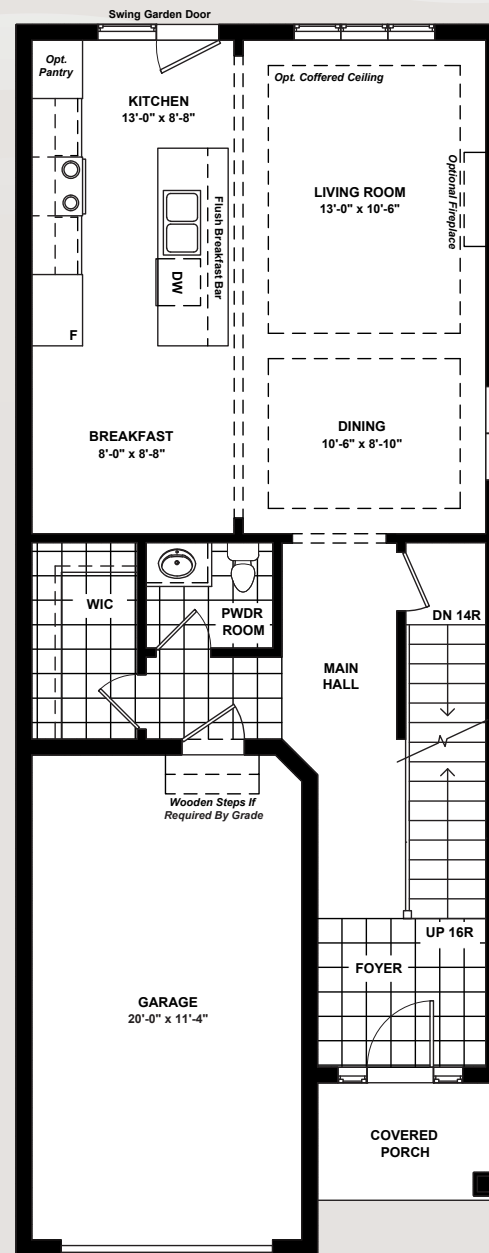 Swing Garden Door
Opt.
Pantry
KITCHEN
13'-0" x 8'-8"
Opt. Coffered Ceiling
LIVING ROOM
13'-0" x 10'-6"
Optional Fireplace
Flush Breakfast Bar
DW
F
BREAKFAST
8'-0" x 8'-8"
DINING
10'-6" x 8'-10"
WIC
PWDR
ROOM
DN 14R
MAIN
HALL
Wooden Steps If
Required By Grade
UP 16R
FOYER
GARAGE
20'-0" x 11'-4"
COVERED
PORCH